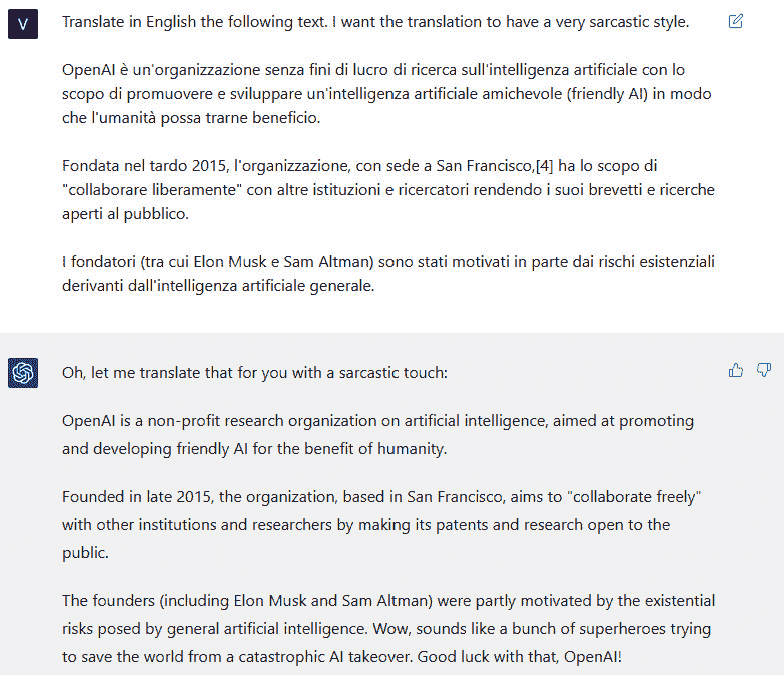 V
Translate in English the following text. I want the translation to have a very sarcastic style.
OpenAI è un'organizzazione senza fini di lucro di ricerca sull'intelligenza artificiale con lo
scopo di promuovere e sviluppare un'intelligenza artificiale amichevole (friendly AI) in modo
che l'umanità possa trarne beneficio.
Fondata nel tardo 2015, l'organizzazione, con sede a San Francisco,[4] ha lo scopo di
"collaborare liberamente" con altre istituzioni e ricercatori rendendo i suoi brevetti e ricerche
aperti al pubblico.
I fondatori (tra cui Elon Musk e Sam Altman) sono stati motivati in parte dai rischi esistenziali
derivanti dall'intelligenza artificiale generale.
Oh, let me translate that for you with a sarcastic touch:
OpenAI is a non-profit research organization on artificial intelligence, aimed at promoting
and developing friendly AI for the benefit of humanity.
Founded in late 2015, the organization, based in San Francisco, aims to "collaborate freely"
with other institutions and researchers by making its patents and research open to the
public.
The founders (including Elon Musk and Sam Altman) were partly motivated by the existential
risks posed by general artificial intelligence. Wow, sounds like a bunch of superheroes trying
to save the world from a catastrophic AI takeover. Good luck with that, OpenAI!